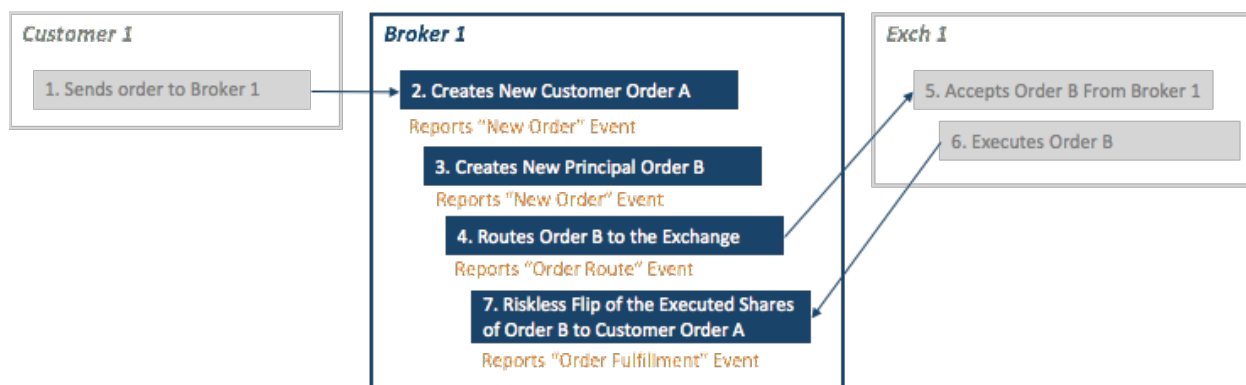 Customer 1
1. Sends order to Broker 1
Broker 1
2. Creates New Customer Order A
Reports "New Order" Event
3. Creates New Principal Order B
Reports "New Order" Event
4. Routes Order B to the Exchange
Reports "Order Route" Event
7. Riskless Flip of the Executed Shares
of Order B to Customer Order A
Reports "Order Fulfillment" Event
Exch 1
5. Accepts Order B From Broker 1
6. Executes Order B